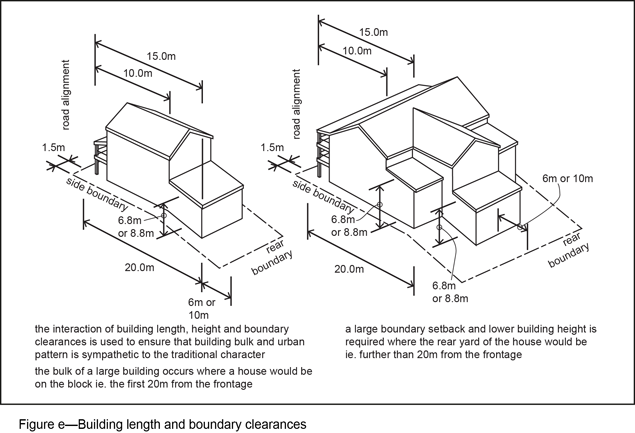 15.0m
10.0m
road alignment
1.5m
side boundary
6.8m
or 8.8m
20.0m
rear
boundary
6m or
10m
15.0m
10.0m
road alignment
1.5m
side boundary
6m or 10m
6.8m
or 8.8m
rear
boundary
20.0m
6.8m
or 8.8m
the interaction of building length, height and boundary
clearances is used to ensure that building bulk and urban
pattern is sympathetic to the traditional character
the bulk of a large building occurs where a house would be
on the block ie. the first 20m from the frontage
a large boundary setback and lower building height is
required where the rear yard of the house would be
ie. further than 20m from the frontage
Figure e—Building length and boundary clearances